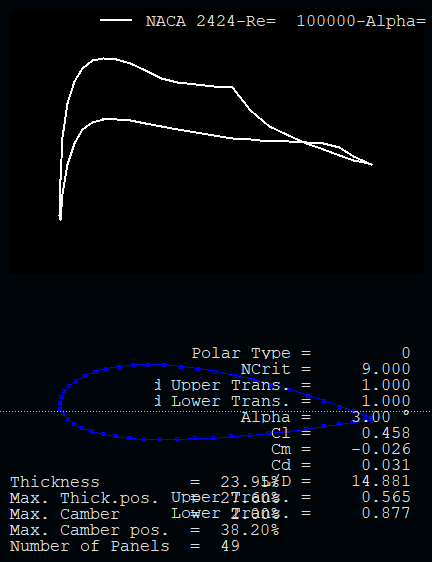 NACA 2424-Re=  100000-Alpha=
Polar Type =          0
NCrit =      9.000
d Upper Trans. =      1.000
d Lower Trans. =      1.000
Alpha =    3.00 °
Cl =      0.458
Cm =     -0.026
Cd =      0.031
L/D =     14.881
Upper Trans. =      0.565
Lower Trans. =      0.877
Thickness         =  23.95%
Max. Thick.pos.   =  27.60%
Max. Camber       =  2.00%
Max. Camber pos.  =  38.20%
Number of Panels  =  49